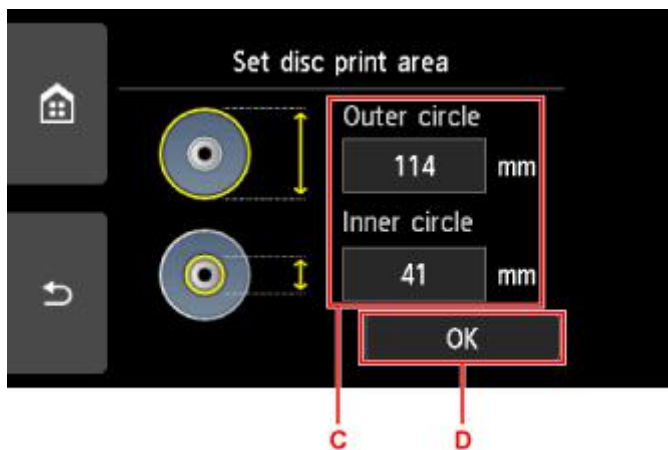 Set disc print area
Outer circle
114 mm
Inner circle
41 mm
OK
C D